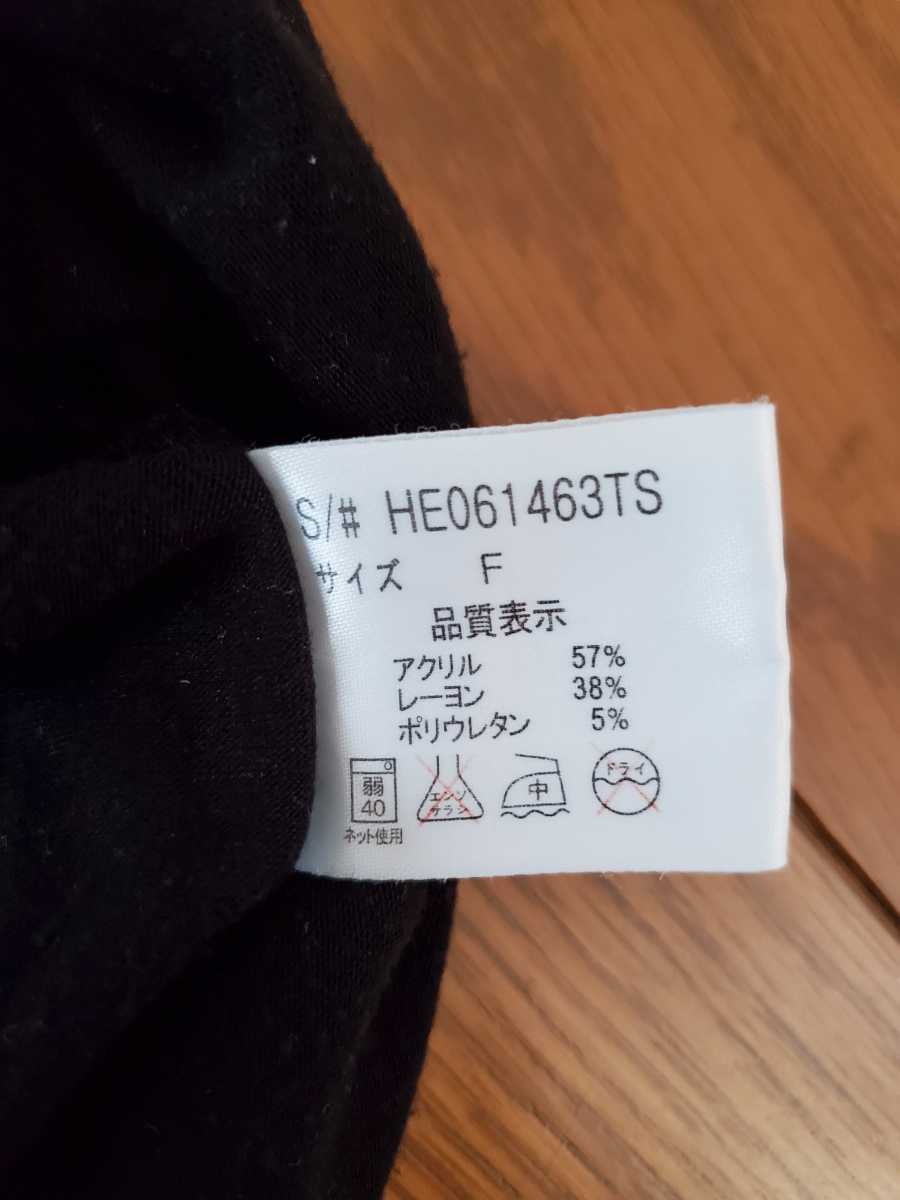 S/# HE061463TS
サイズ F
品質表示
アクリル 57%
レーヨン 38%
ポリウレタン 5%
弱 40 エンソ サラシ 中 ドライ
ネット使用